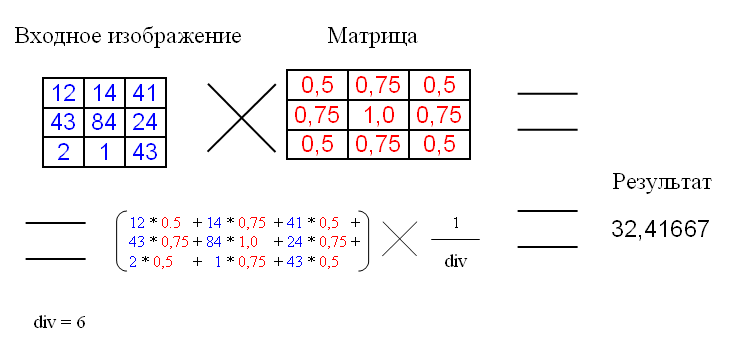 Входное изображение Матрица
12 14 41
43 84 24
2 1 43
0,5 0,75 0,5
0,75 1,0 0,75
0,5 0,75 0,5
12 * 0.5 + 14 * 0,75 + 41 * 0,5 +
43 * 0,75 + 84 * 1,0 + 24 * 0,75 +
2 * 0,5 + 1 * 0,75 + 43 * 0,5
1
div
Результат
32,41667
div = 6